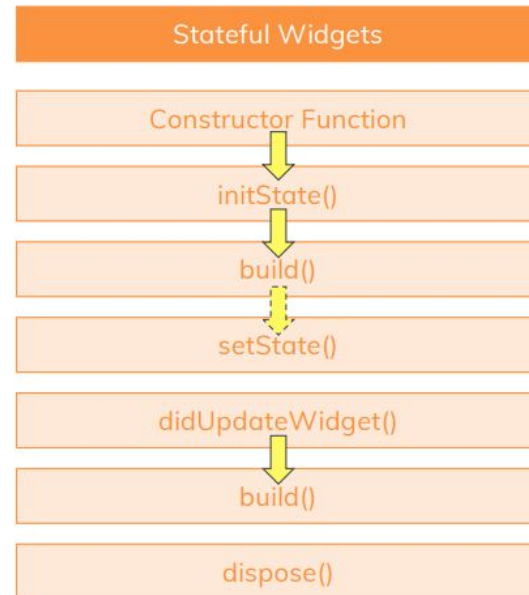 Stateful Widgets
Constructor Function
initState()
build()
setState()
didUpdateWidget()
build()
dispose()